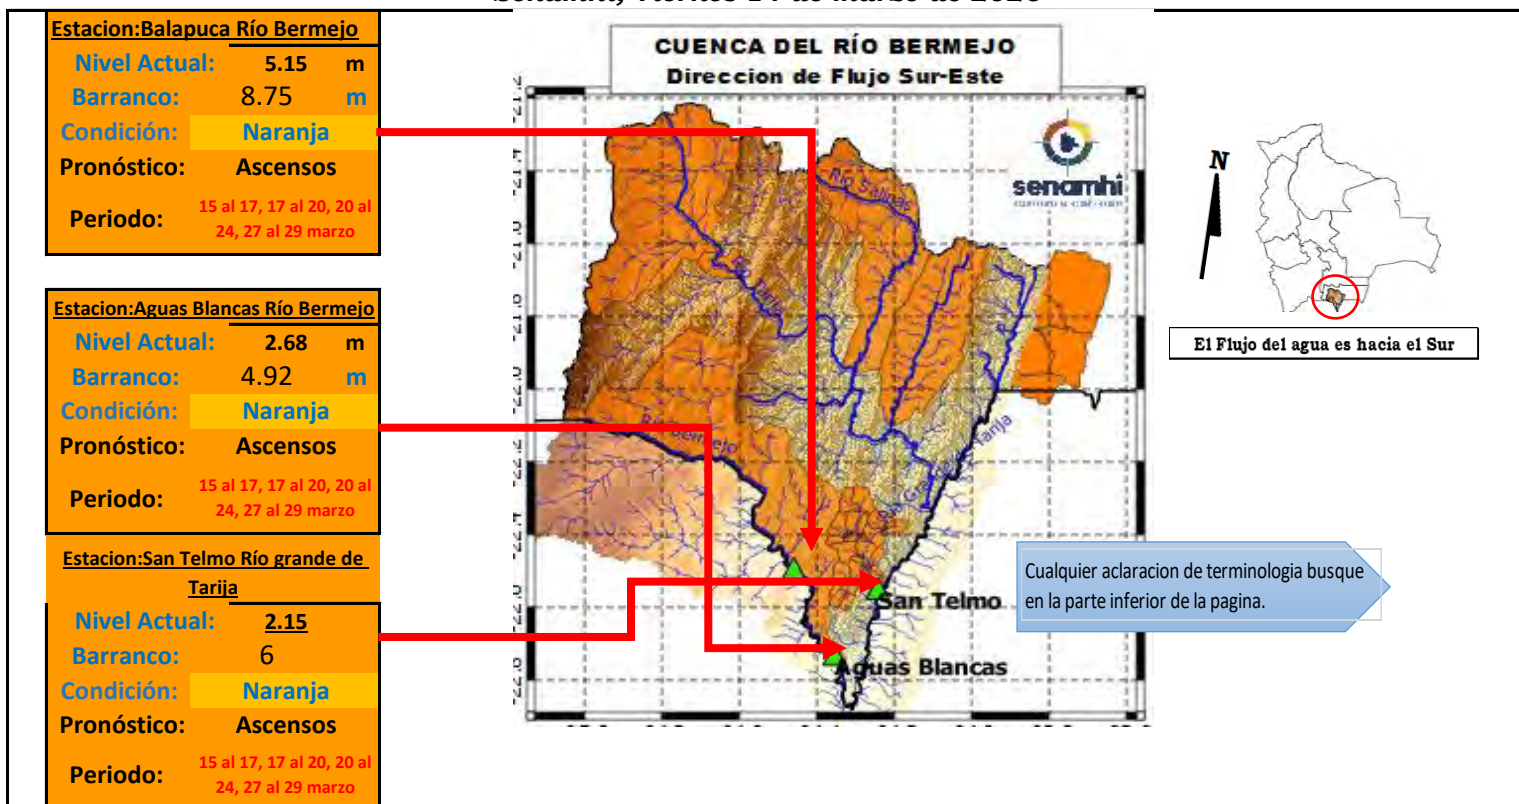 Estacion:Balapuca Río Bermejo
Nivel Actual: 5.15 m
Barranco: 8.75 m
Condición: Naranja
Pronóstico: Ascensos
Periodo: 15 al 17, 17 al 20, 20 al
24, 27 al 29 marzo
Estacion:Aguas Blancas Río Bermejo
Nivel Actual: 2.68 m
Barranco: 4.92 m
Condición: Naranja
Pronóstico: Ascensos
Periodo: 15 al 17, 17 al 20, 20 al
24, 27 al 29 marzo
Estacion:San Telmo Río grande de
Tarija
Nivel Actual: 2.15
Barranco: 6
Condición: Naranja
Pronóstico: Ascensos
Periodo: 15 al 17, 17 al 20, 20 al
24, 27 al 29 marzo
CUENCA DEL RÍO BERMEJO
Direccion de Flujo Sur-Este
senamhi
Río Salinas
Río Bermejo
Tarija
San Telmo
Aguas Blancas
N
El Flujo del agua es hacia el Sur
Cualquier aclaracion de terminologia busque
en la parte inferior de la pagina.